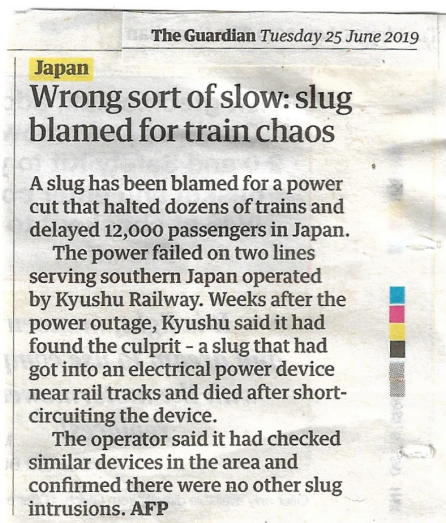 The Guardian Tuesday 25 June 2019
Japan
Wrong sort of slow: slug
blamed for train chaos
A slug has been blamed for a power
cut that halted dozens of trains and
delayed 12,000 passengers in Japan.
The power failed on two lines
serving southern Japan operated
by Kyushu Railway. Weeks after the
power outage, Kyushu said it had
found the culprit – a slug that had
got into an electrical power device
near rail tracks and died after short-
circuiting the device.
The operator said it had checked
similar devices in the area and
confirmed there were no other slug
intrusions. AFP